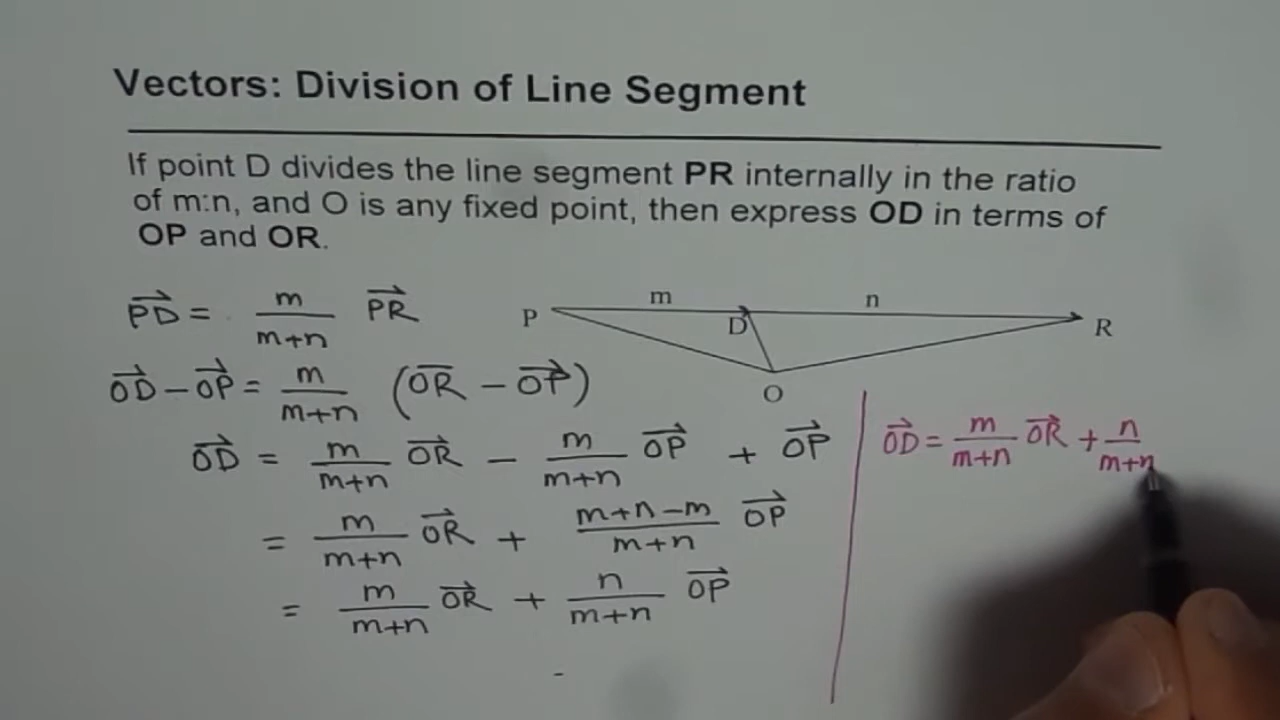 Vectors: Division of Line Segment
If point D divides the line segment PR internally in the ratio
of m:n, and O is any fixed point, then express OD in terms of
OP and OR.
P m D n R
O
→PD = m/(m+n) →PR
→OD − →OP = m/(m+n) (→OR − →OP)
→OD = m/(m+n) →OR − m/(m+n) →OP + →OP
= m/(m+n) →OR + (m+n−m)/(m+n) →OP
= m/(m+n) →OR + n/(m+n) →OP
→OD = m/(m+n) →OR + n/(m+n)